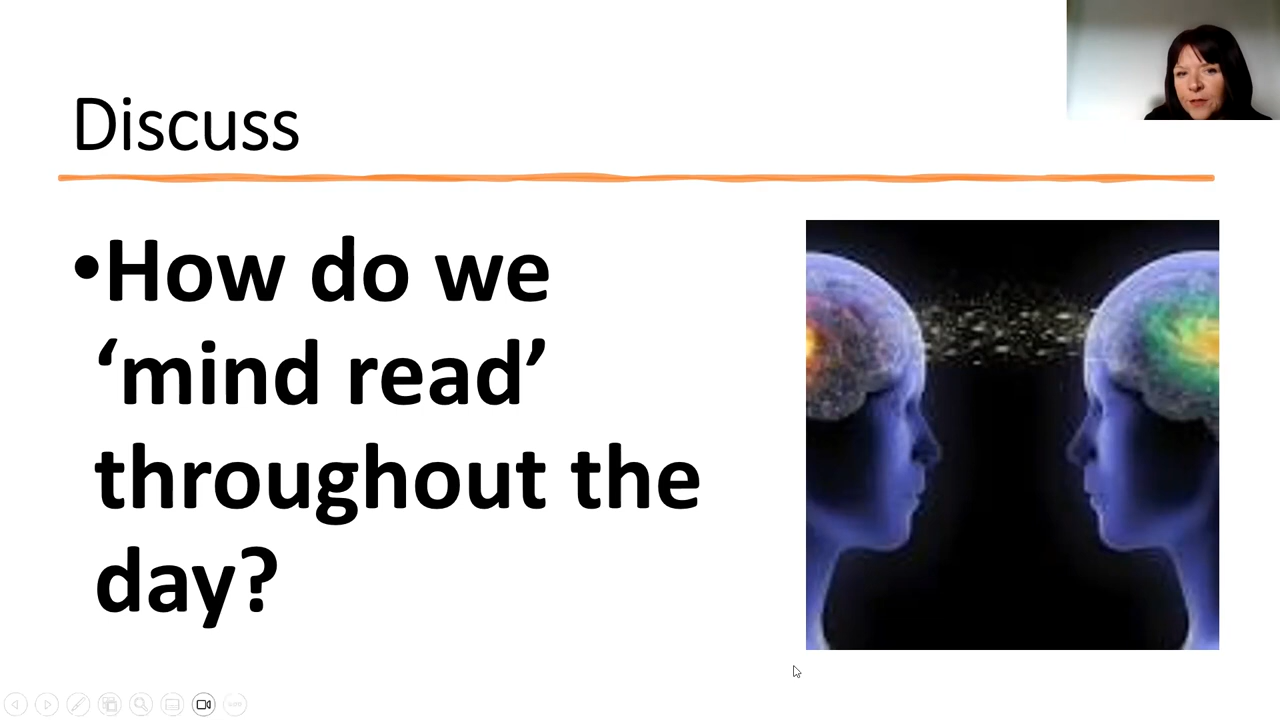 Discuss
•How do we
‘mind read’
throughout the
day?